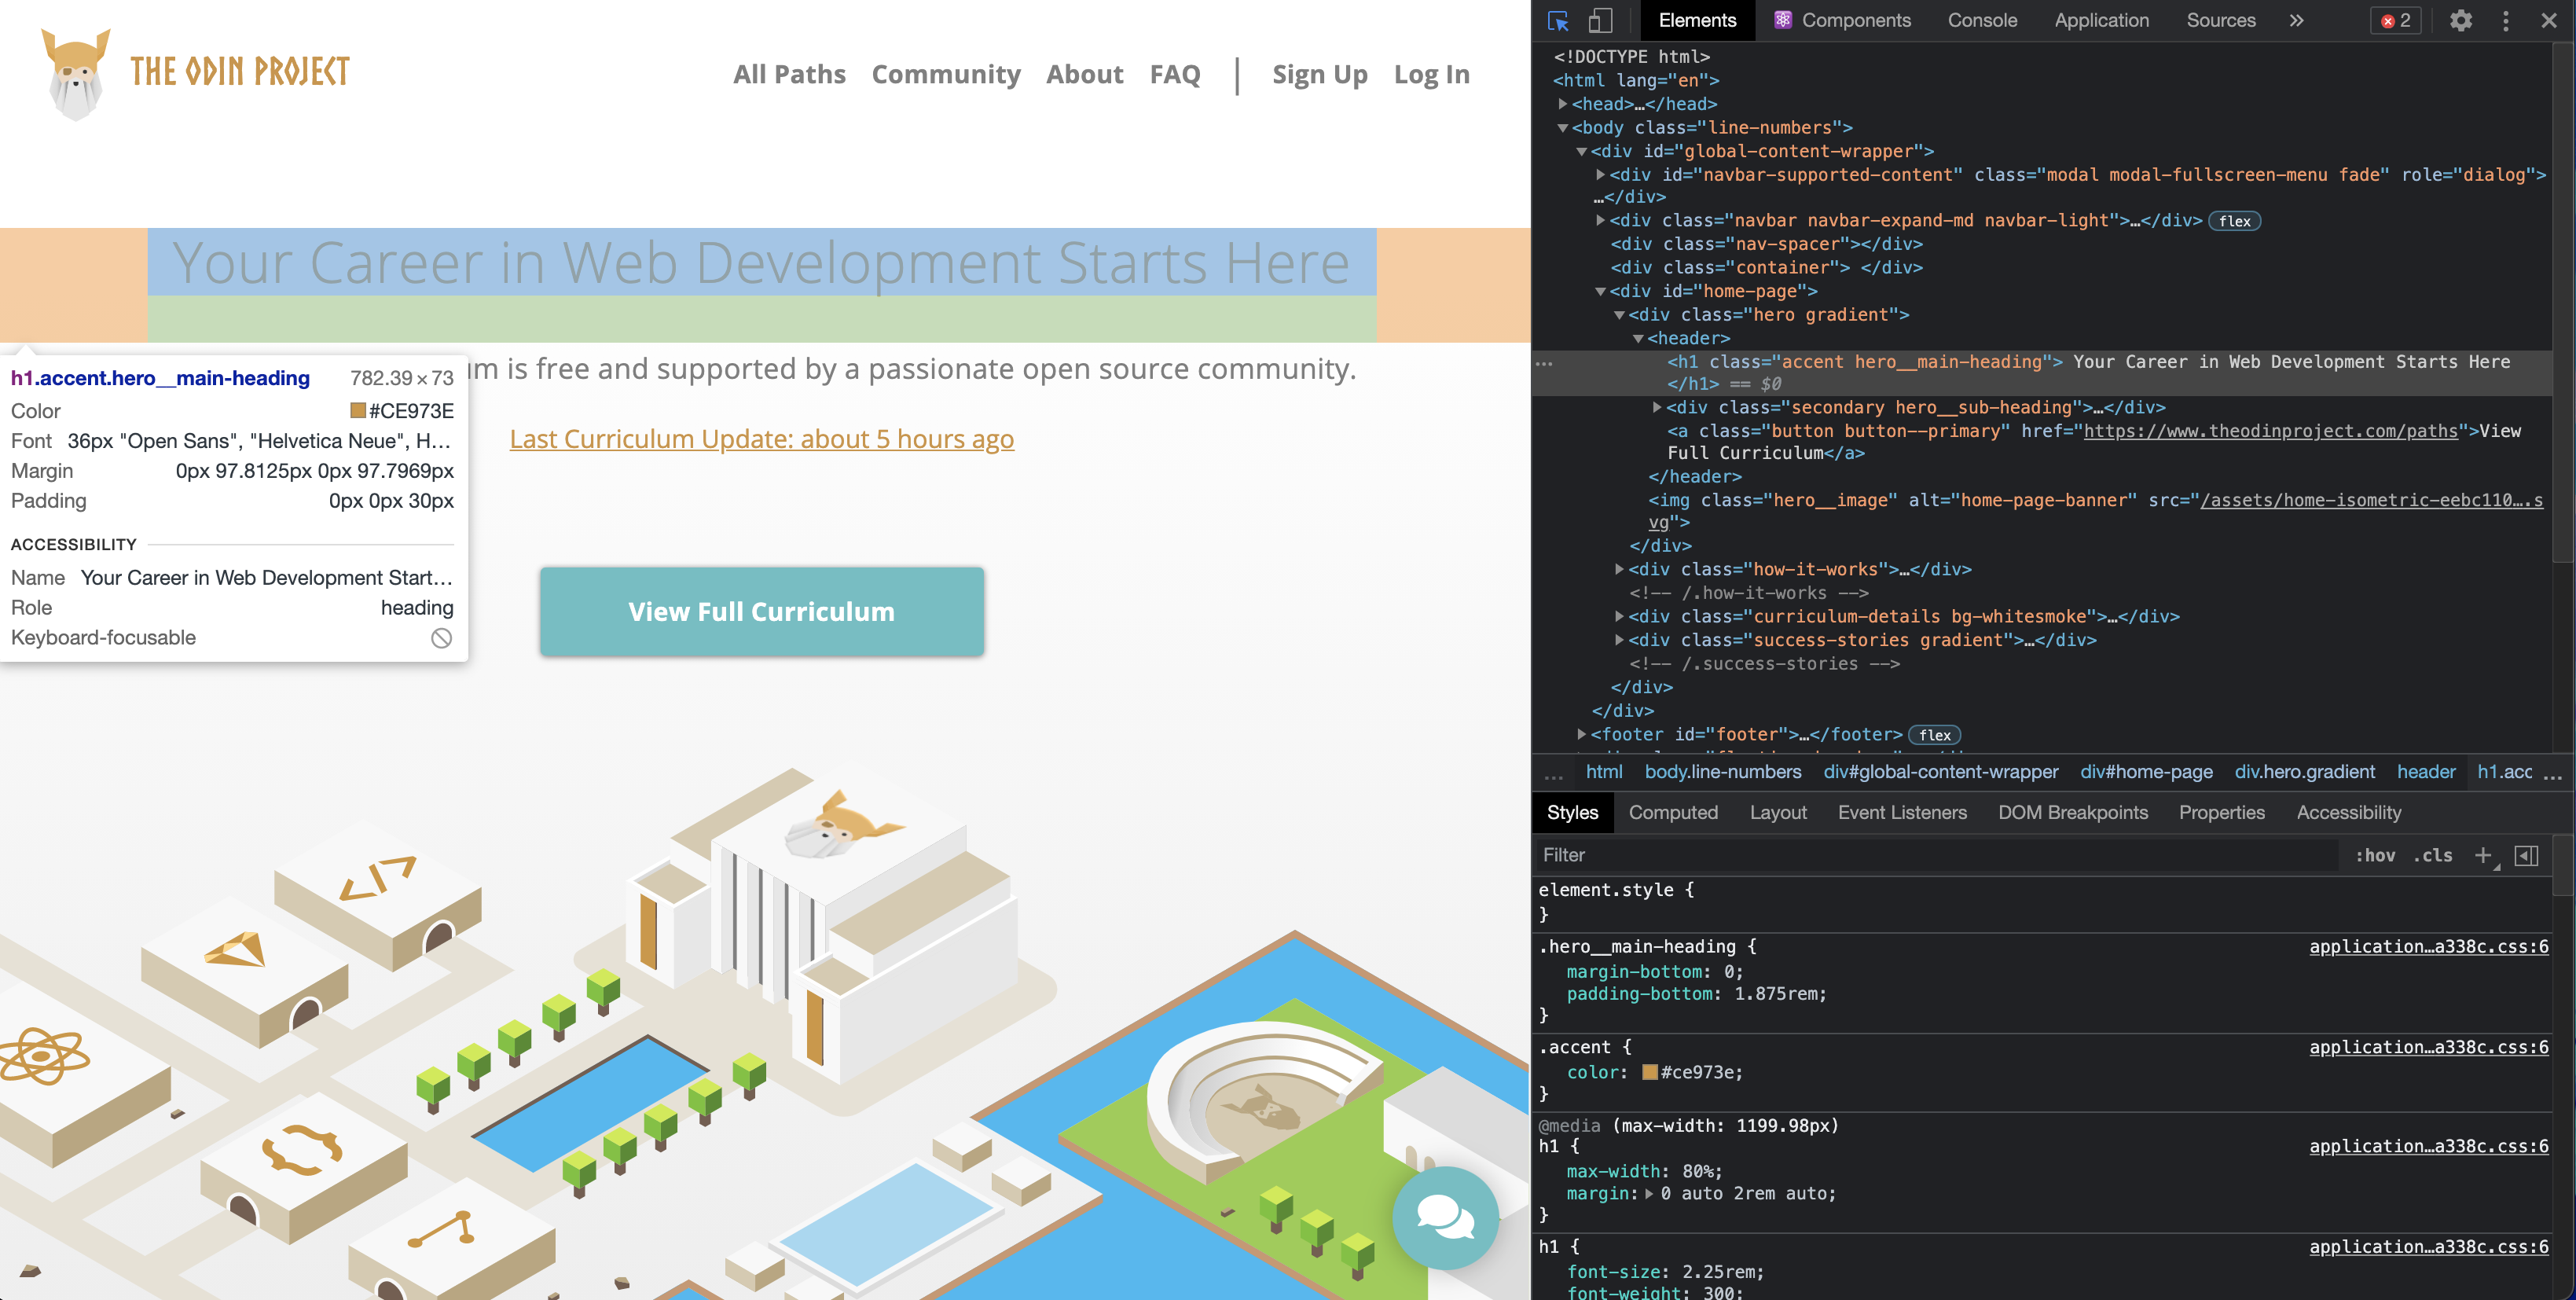 THE ODIN PROJECT
All Paths Community About FAQ | Sign Up Log In
Your Career in Web Development Starts Here
um is free and supported by a passionate open source community.
Last Curriculum Update: about 5 hours ago
View Full Curriculum
h1.accent.hero__main-heading 782.39×73
Color #CE973E
Font 36px "Open Sans", "Helvetica Neue", H…
Margin 0px 97.8125px 0px 97.7969px
Padding 0px 0px 30px
ACCESSIBILITY
Name Your Career in Web Development Start…
Role heading
Keyboard-focusable
</>
Elements Components Console Application Sources » 2
<!DOCTYPE html>
<html lang="en">
<head>…</head>
<body class="line-numbers">
<div id="global-content-wrapper">
<div id="navbar-supported-content" class="modal modal-fullscreen-menu fade" role="dialog">
…</div>
<div class="navbar navbar-expand-md navbar-light">…</div> flex
<div class="nav-spacer"></div>
<div class="container"> </div>
<div id="home-page">
<div class="hero gradient">
<header>
… <h1 class="accent hero__main-heading"> Your Career in Web Development Starts Here
</h1> == $0
<div class="secondary hero__sub-heading">…</div>
<a class="button button--primary" href="https://www.theodinproject.com/paths">View
Full Curriculum</a>
</header>
<img class="hero__image" alt="home-page-banner" src="/assets/home-isometric-eebc110….s
vg">
</div>
<div class="how-it-works">…</div>
<!-- /.how-it-works -->
<div class="curriculum-details bg-whitesmoke">…</div>
<div class="success-stories gradient">…</div>
<!-- /.success-stories -->
</div>
</div>
<footer id="footer">…</footer> flex
… html body.line-numbers div#global-content-wrapper div#home-page div.hero.gradient header h1.acc …
Styles Computed Layout Event Listeners DOM Breakpoints Properties Accessibility
Filter :hov .cls +
element.style {
}
.hero__main-heading { application…a338c.css:6
margin-bottom: 0;
padding-bottom: 1.875rem;
}
.accent { application…a338c.css:6
color: #ce973e;
}
@media (max-width: 1199.98px)
h1 { application…a338c.css:6
max-width: 80%;
margin: 0 auto 2rem auto;
}
h1 { application…a338c.css:6
font-size: 2.25rem;
font-weight: 300;